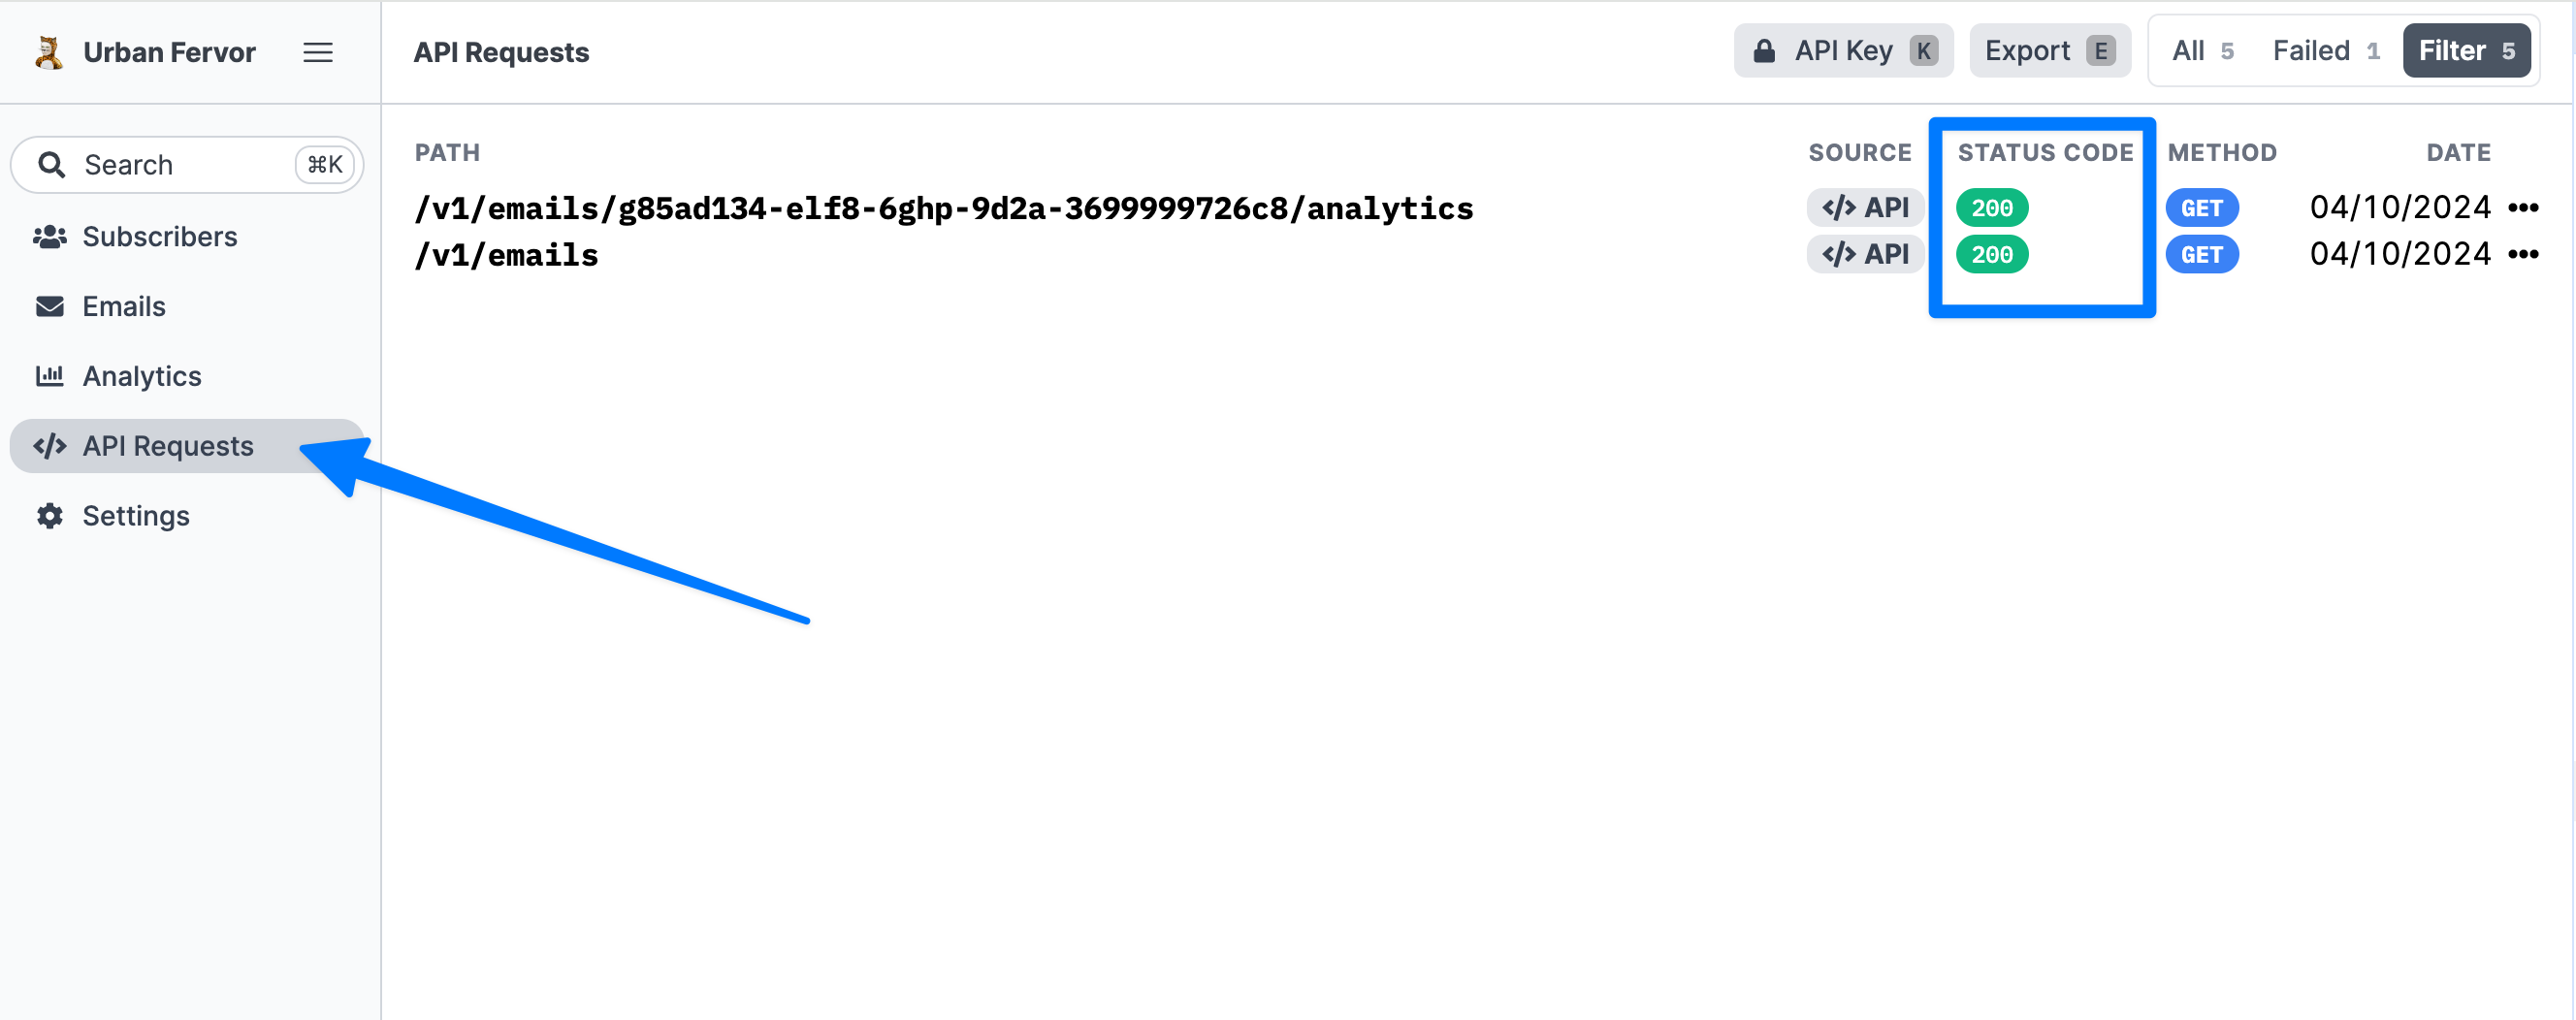 Urban Fervor
API Requests
API Key K
Export E
All 5
Failed 1
Filter 5
Search ⌘K
Subscribers
Emails
Analytics
API Requests
Settings
PATH SOURCE STATUS CODE METHOD DATE
/v1/emails/g85ad134-elf8-6ghp-9d2a-3699999726c8/analytics </> API 200 GET 04/10/2024 •••
/v1/emails </> API 200 GET 04/10/2024 •••